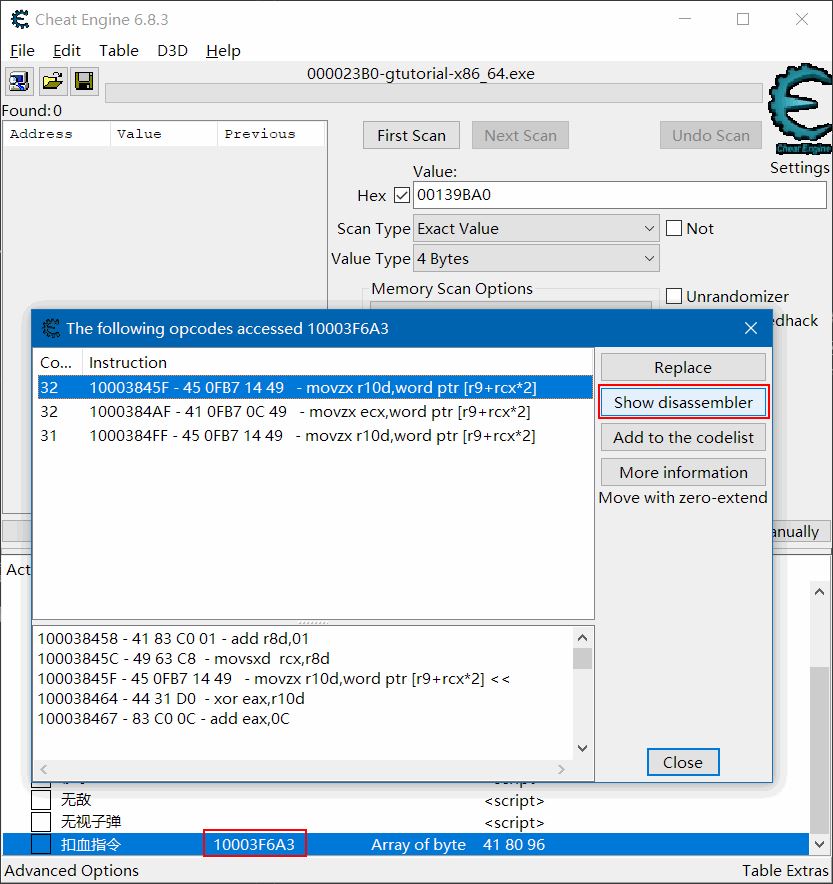 Cheat Engine 6.8.3
File Edit Table D3D Help
000023B0-gtutorial-x86_64.exe
Found:0
Address Value Previous
First Scan Next Scan Undo Scan
Cheat Engine
Settings
Value:
Hex 00139BA0
Scan Type Exact Value Not
Value Type 4 Bytes
Memory Scan Options
Unrandomizer
edhack
The following opcodes accessed 10003F6A3
Co... Instruction
32 10003845F - 45 0FB7 14 49 - movzx r10d,word ptr [r9+rcx*2]
32 1000384AF - 41 0FB7 0C 49 - movzx ecx,word ptr [r9+rcx*2]
31 1000384FF - 45 0FB7 14 49 - movzx r10d,word ptr [r9+rcx*2]
Replace
Show disassembler
Add to the codelist
More information
Move with zero-extend
anually
Act
100038458 - 41 83 C0 01 - add r8d,01
10003845C - 49 63 C8 - movsxd rcx,r8d
10003845F - 45 0FB7 14 49 - movzx r10d,word ptr [r9+rcx*2] <<
100038464 - 44 31 D0 - xor eax,r10d
100038467 - 83 C0 0C - add eax,0C
Close
无敌 <script>
无视子弹 <script>
扣血指令 10003F6A3 Array of byte 41 80 96
Advanced Options Table Extras